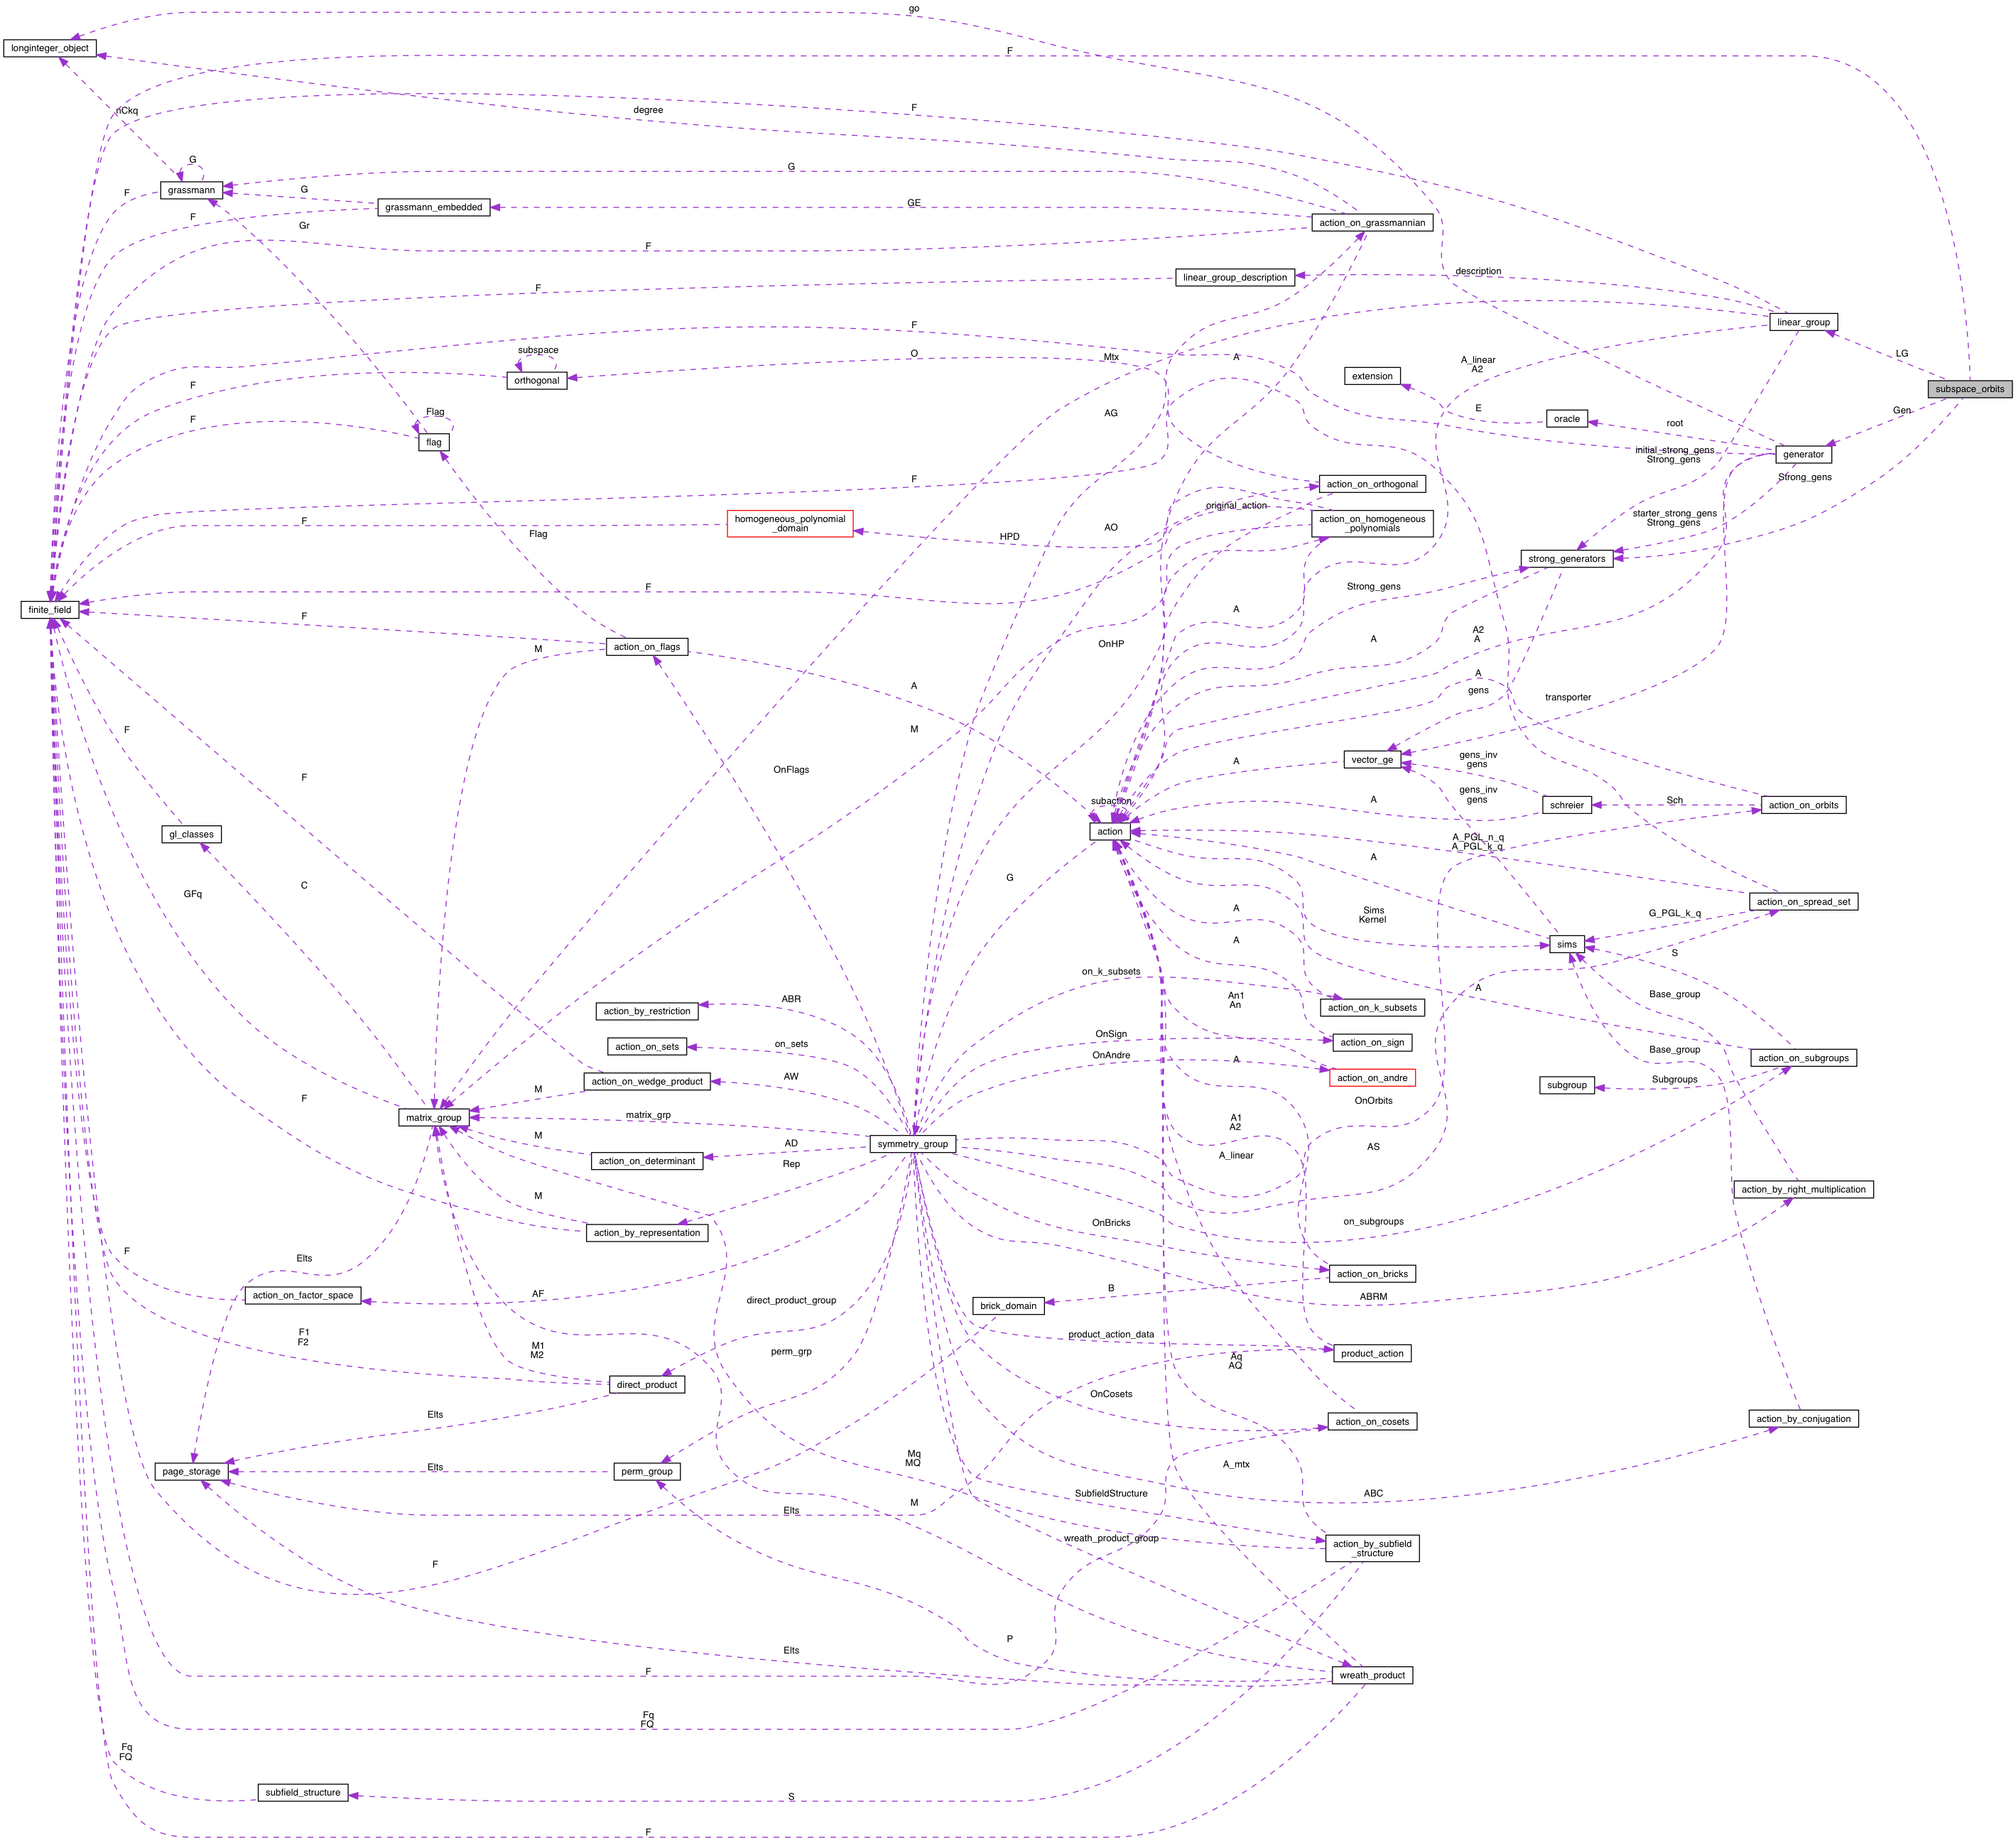 go
longinteger_object
F
nCkq
degree
F
G
G
grassmann
F
G
grassmann_embedded
GE
action_on_grassmannian
F
Gr
F
linear_group_description
description
F
linear_group
F
LG
subspace
O
Mtx
A
A_linear
A2
orthogonal
extension
F
subspace_orbits
E
Flag
AG
Gen
oracle
root
F
flag
initial_strong_gens
Strong_gens
generator
F
Strong_gens
action_on_orthogonal
original_action
homogeneous_polynomial
_domain
F
action_on_homogeneous
_polynomials
starter_strong_gens
Strong_gens
AO
HPD
Flag
strong_generators
F
Strong_gens
finite_field
A
F
action_on_flags
M
OnHP
A
A2
A
A
A
gens
transporter
M
F
OnFlags
A
vector_ge
gens_inv
gens
F
C
F
gl_classes
subaction
action
A
gens_inv
gens
schreier
Sch
action_on_orbits
A_PGL_n_q
A_PGL_k_q
A
GFq
G
A
Sims
Kernel
G_PGL_k_q
action_on_spread_set
A
sims
S
on_k_subsets
A
ABR
action_by_restriction
An1
An
Base_group
action_on_k_subsets
on_sets
action_on_sets
OnSign
action_on_sign
Base_group
OnAndre
A
action_on_subgroups
AW
action_on_wedge_product
action_on_andre
subgroup
Subgroups
M
F
OnOrbits
matrix_group
matrix_grp
A1
A2
symmetry_group
M
AD
AS
action_on_determinant
Rep
A_linear
M
action_by_right_multiplication
OnBricks
on_subgroups
action_by_representation
F
Elts
action_on_bricks
B
ABRM
action_on_factor_space
AF
direct_product_group
brick_domain
F1
F2
M1
M2
product_action_data
perm_grp
product_action
Aq
AQ
direct_product
OnCosets
Elts
action_on_cosets
action_by_conjugation
Mq
MQ
A_mtx
page_storage
Elts
perm_group
SubfieldStructure
ABC
M
Elts
wreath_product_group
action_by_subfield
_structure
F
P
Elts
F
wreath_product
Fq
FQ
Fq
FQ
subfield_structure
S
F